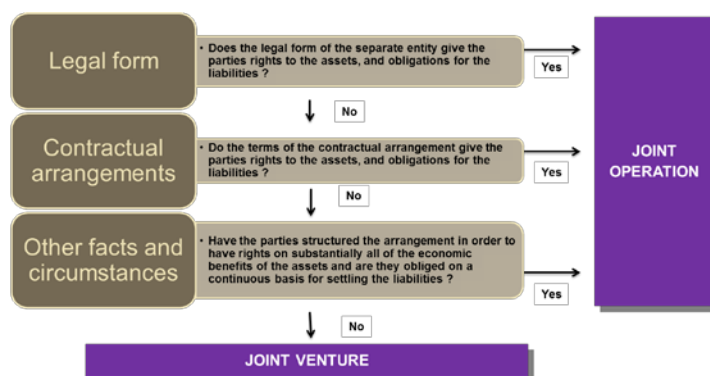 Legal form
• Does the legal form of the separate entity give the
parties rights to the assets, and obligations for the
liabilities ?
Yes
No
Contractual
arrangements
• Do the terms of the contractual arrangement give the
parties rights to the assets, and obligations for the
liabilities ?
Yes
No
Other facts and
circumstances
• Have the parties structured the arrangement in order to
have rights on substantially all of the economic
benefits of the assets and are they obliged on a
continuous basis for settling the liabilities ?
Yes
No
JOINT
OPERATION
JOINT VENTURE